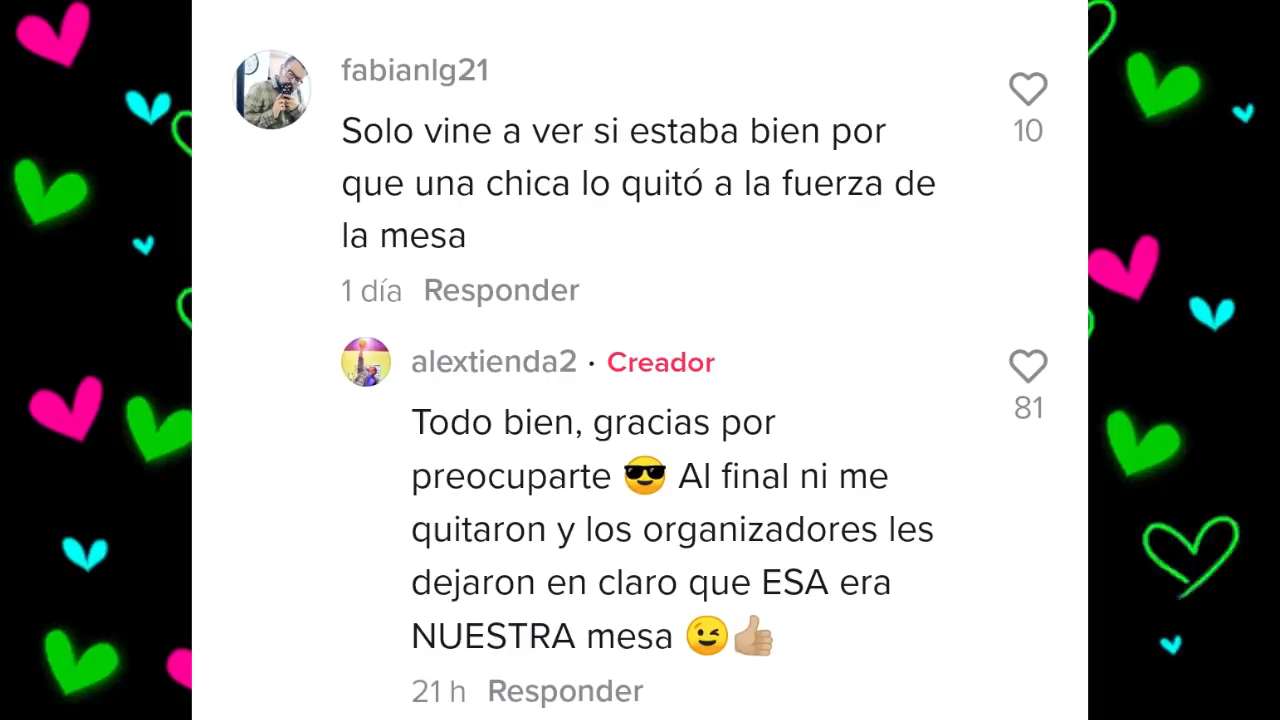 fabianlg21
Solo vine a ver si estaba bien por
que una chica lo quitó a la fuerza de
la mesa
10
1 día Responder
alextienda2 · Creador
Todo bien, gracias por
preocuparte 😎 Al final ni me
quitaron y los organizadores les
dejaron en claro que ESA era
NUESTRA mesa 😉👍🏼
81
21 h Responder